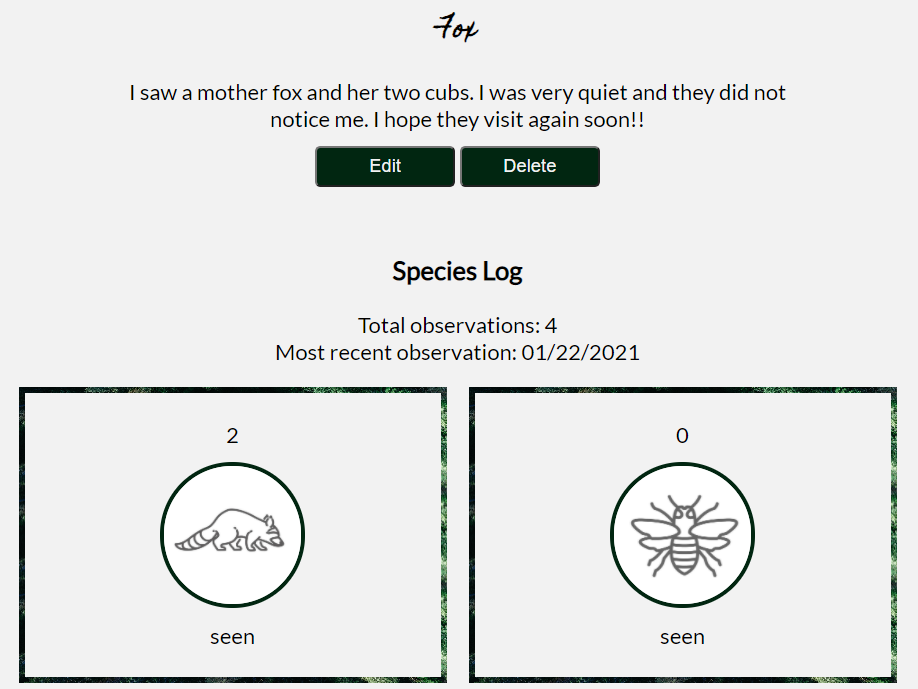 Fox
I saw a mother fox and her two cubs. I was very quiet and they did not
notice me. I hope they visit again soon!!
Edit Delete
Species Log
Total observations: 4
Most recent observation: 01/22/2021
2 0
seen seen